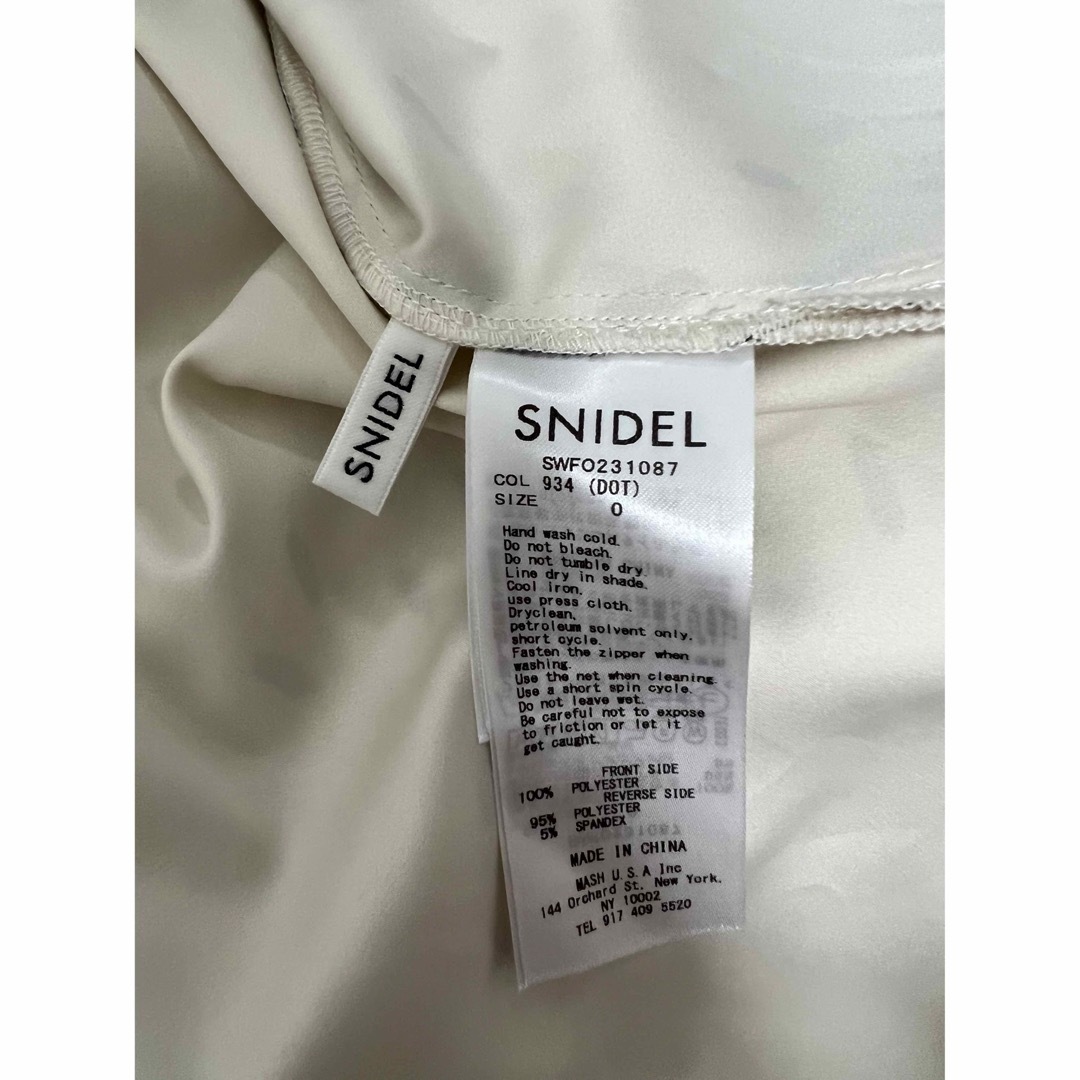 SNIDEL
SNIDEL
SWFO231087
COL 934 (DOT)
SIZE 0
Hand wash cold.
Do not bleach.
Do not tumble dry.
Line dry in shade.
Cool iron.
use press cloth.
Dryclean,
petroleum solvent only.
short cycle.
Fasten the zipper when
washing.
Use the net when cleaning.
Use a short spin cycle.
Do not leave wet.
Be careful not to expose
to friction or let it
get caught.
FRONT SIDE
100% POLYESTER
REVERSE SIDE
95% POLYESTER
5% SPANDEX
MADE IN CHINA
MASH U.S.A Inc
144 Orchard St. New York.
NY 10002
TEL 917 409 5520